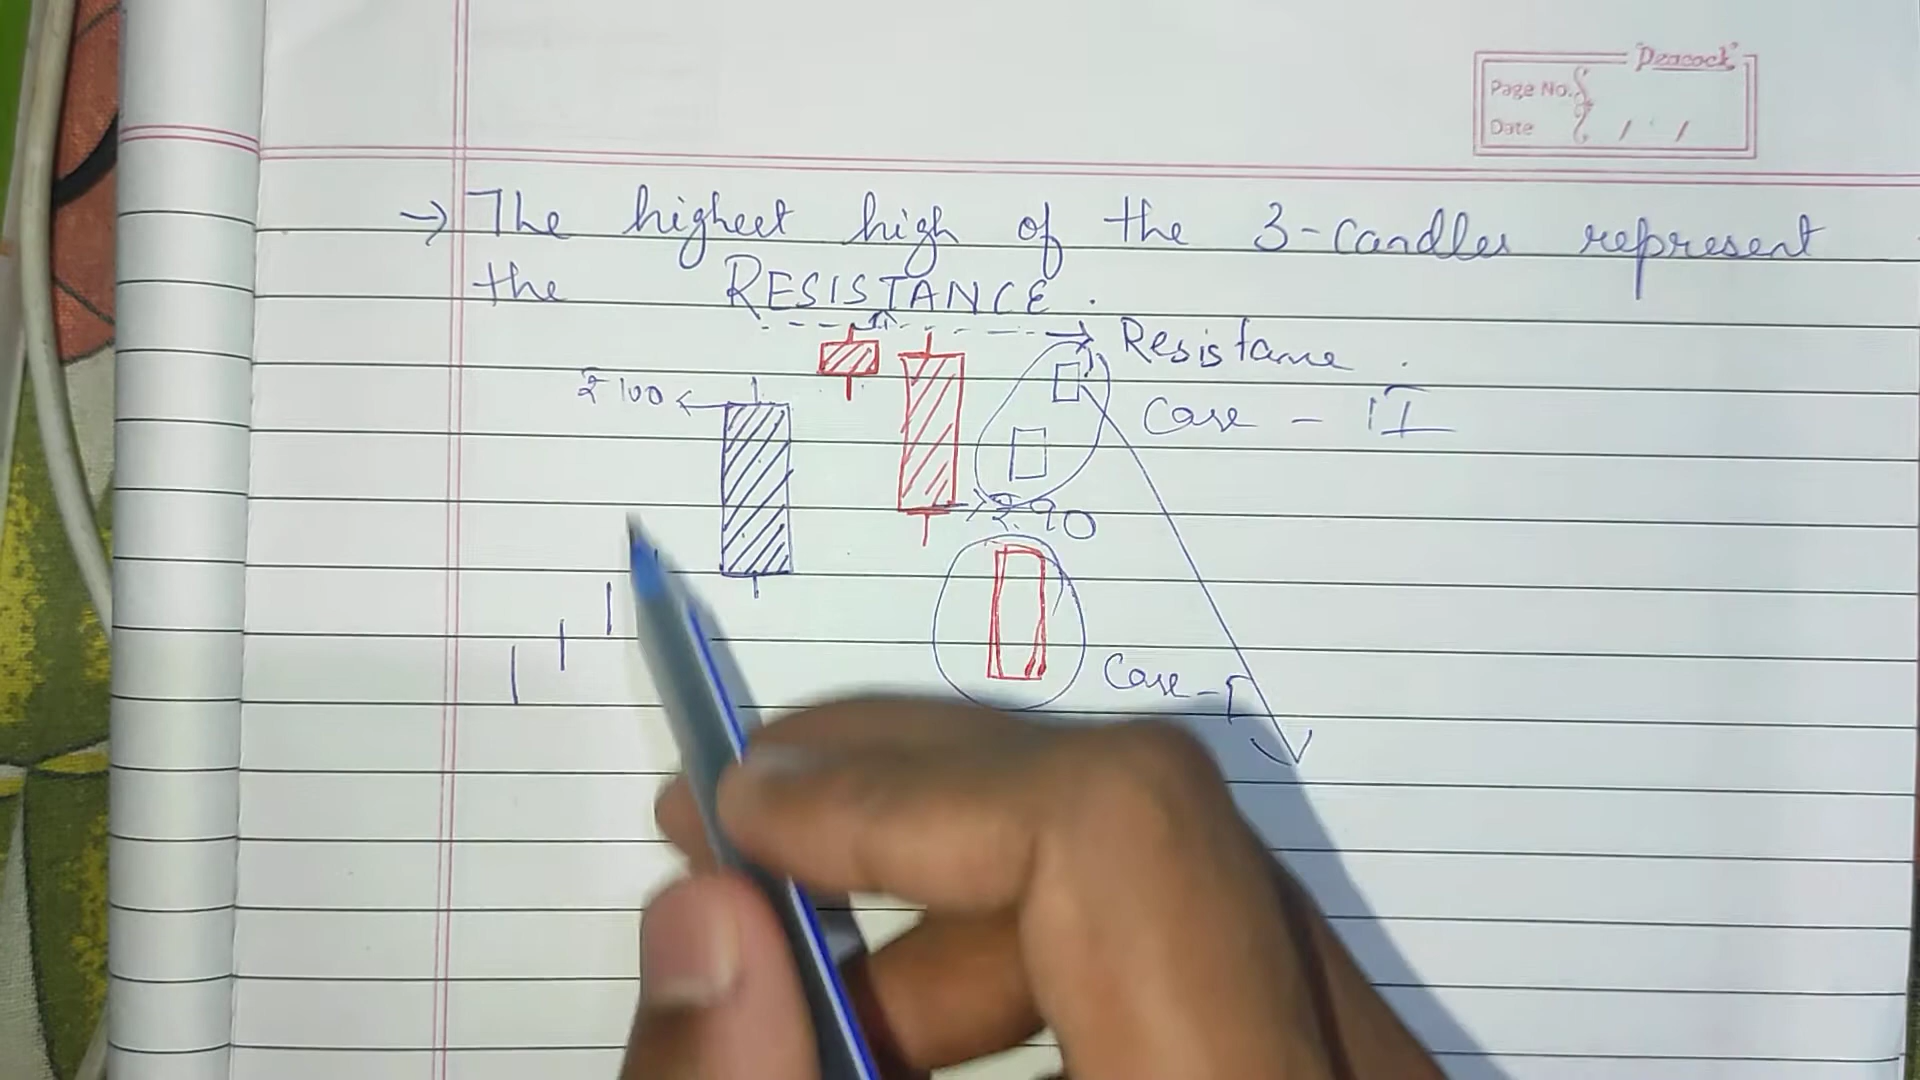 Peacock
Page No.
Date / /
→ The highest high of the 3-candles represent
the RESISTANCE.
Resistance.
₹100
Case - II
₹90
Case - I